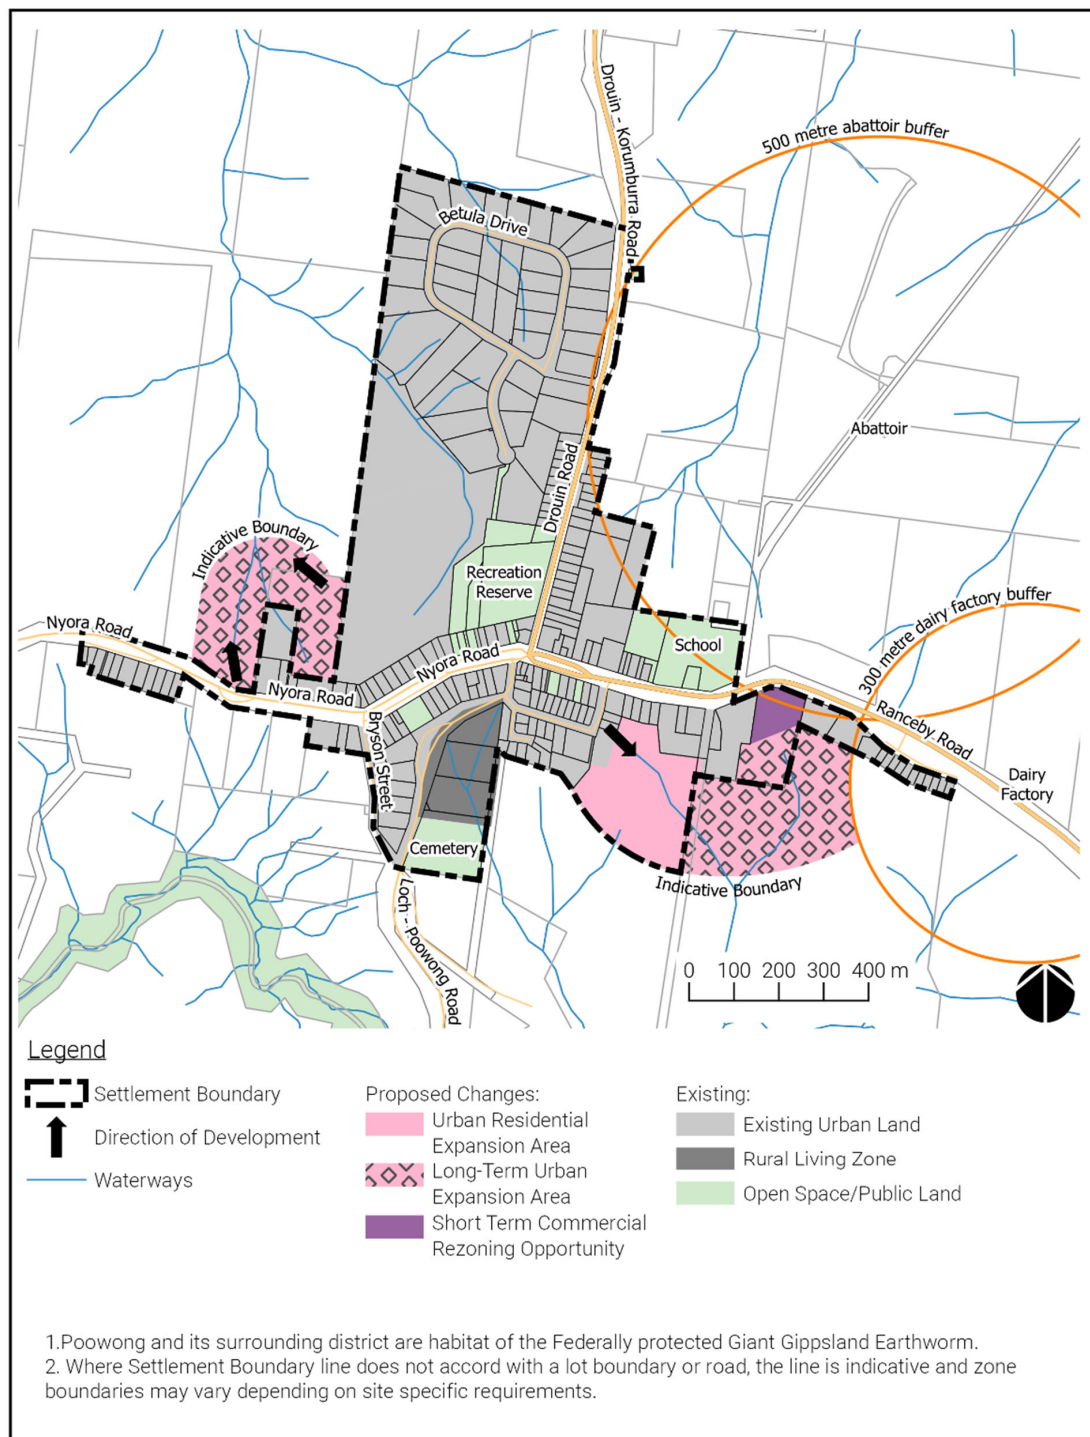 500 metre abattoir buffer
Drouin - Korumburra Road
Betula Drive
Abattoir
Drouin Road
Indicative Boundary
Recreation
Reserve
300 metre dairy factory buffer
Nyora Road
School
Nyora Road
Nyora Road
Ranceby Road
Bryson Street
Dairy
Factory
Cemetery
Indicative Boundary
Loch - Poowong Road
0 100 200 300 400 m
Legend
Settlement Boundary
Direction of Development
Waterways
Proposed Changes:
Urban Residential
Expansion Area
Long-Term Urban
Expansion Area
Short Term Commercial
Rezoning Opportunity
Existing:
Existing Urban Land
Rural Living Zone
Open Space/Public Land
1.Poowong and its surrounding district are habitat of the Federally protected Giant Gippsland Earthworm.
2. Where Settlement Boundary line does not accord with a lot boundary or road, the line is indicative and zone
boundaries may vary depending on site specific requirements.